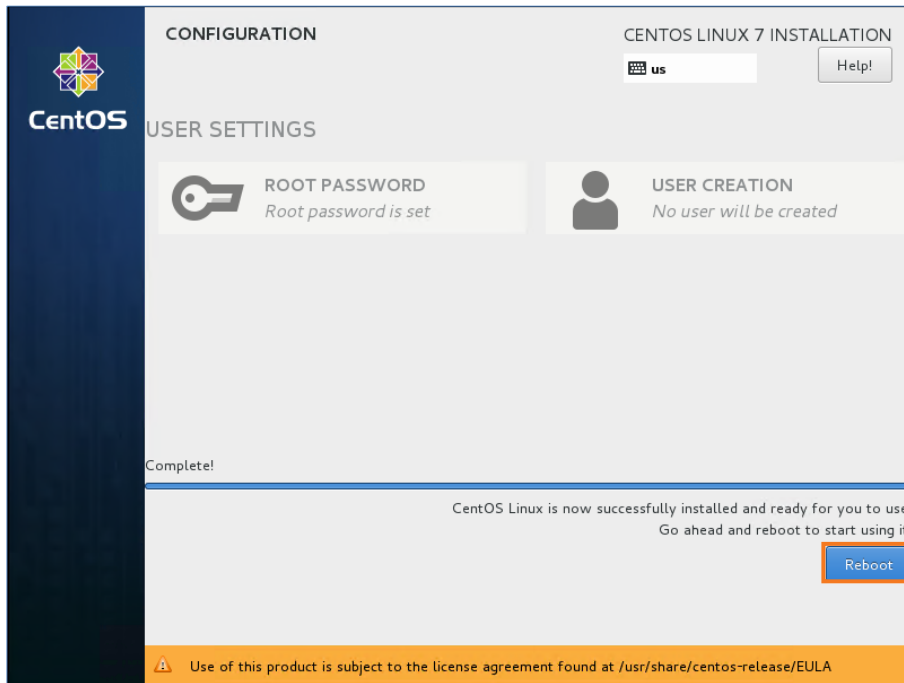 CONFIGURATION
CENTOS LINUX 7 INSTALLATION
us
Help!
CentOS
USER SETTINGS
ROOT PASSWORD
Root password is set
USER CREATION
No user will be created
Complete!
CentOS Linux is now successfully installed and ready for you to use
Go ahead and reboot to start using it
Reboot
Use of this product is subject to the license agreement found at /usr/share/centos-release/EULA